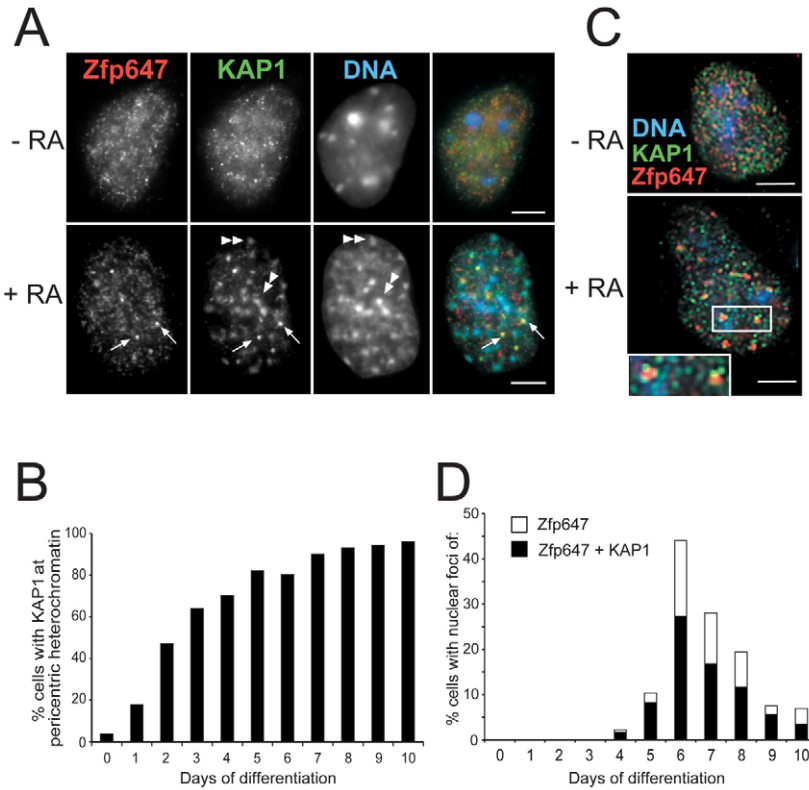 A
Zfp647 KAP1 DNA
- RA
+ RA
C
- RA
DNA
KAP1
Zfp647
+ RA
B
% cells with KAP1 at
pericentric heterochromatin
100
80
60
40
20
0
0 1 2 3 4 5 6 7 8 9 10
Days of differentiation
D
% cells with nuclear foci of:
50
40
30
20
10
0
Zfp647
Zfp647 + KAP1
0 1 2 3 4 5 6 7 8 9 10
Days of differentiation